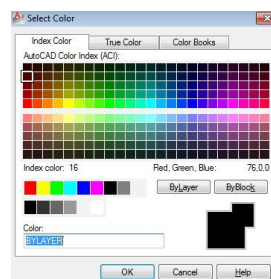 Select Color
Index Color True Color Color Books
AutoCAD Color Index (ACI):
Index color: 16 Red, Green, Blue: 76,0,0
ByLayer ByBlock
Color:
BYLAYER
OK Cancel Help